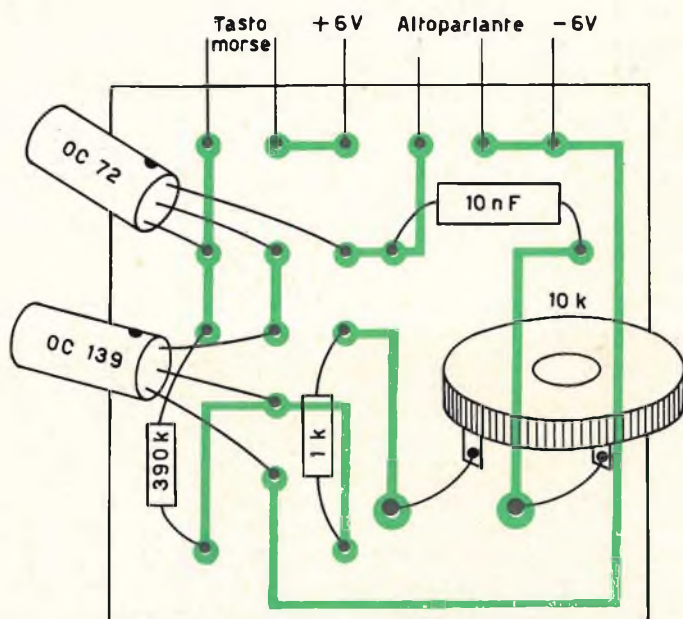 Tasto morse
+6V
Altoparlante
-6V
OC 72
10 nF
10 k
OC 139
390 k
1 k